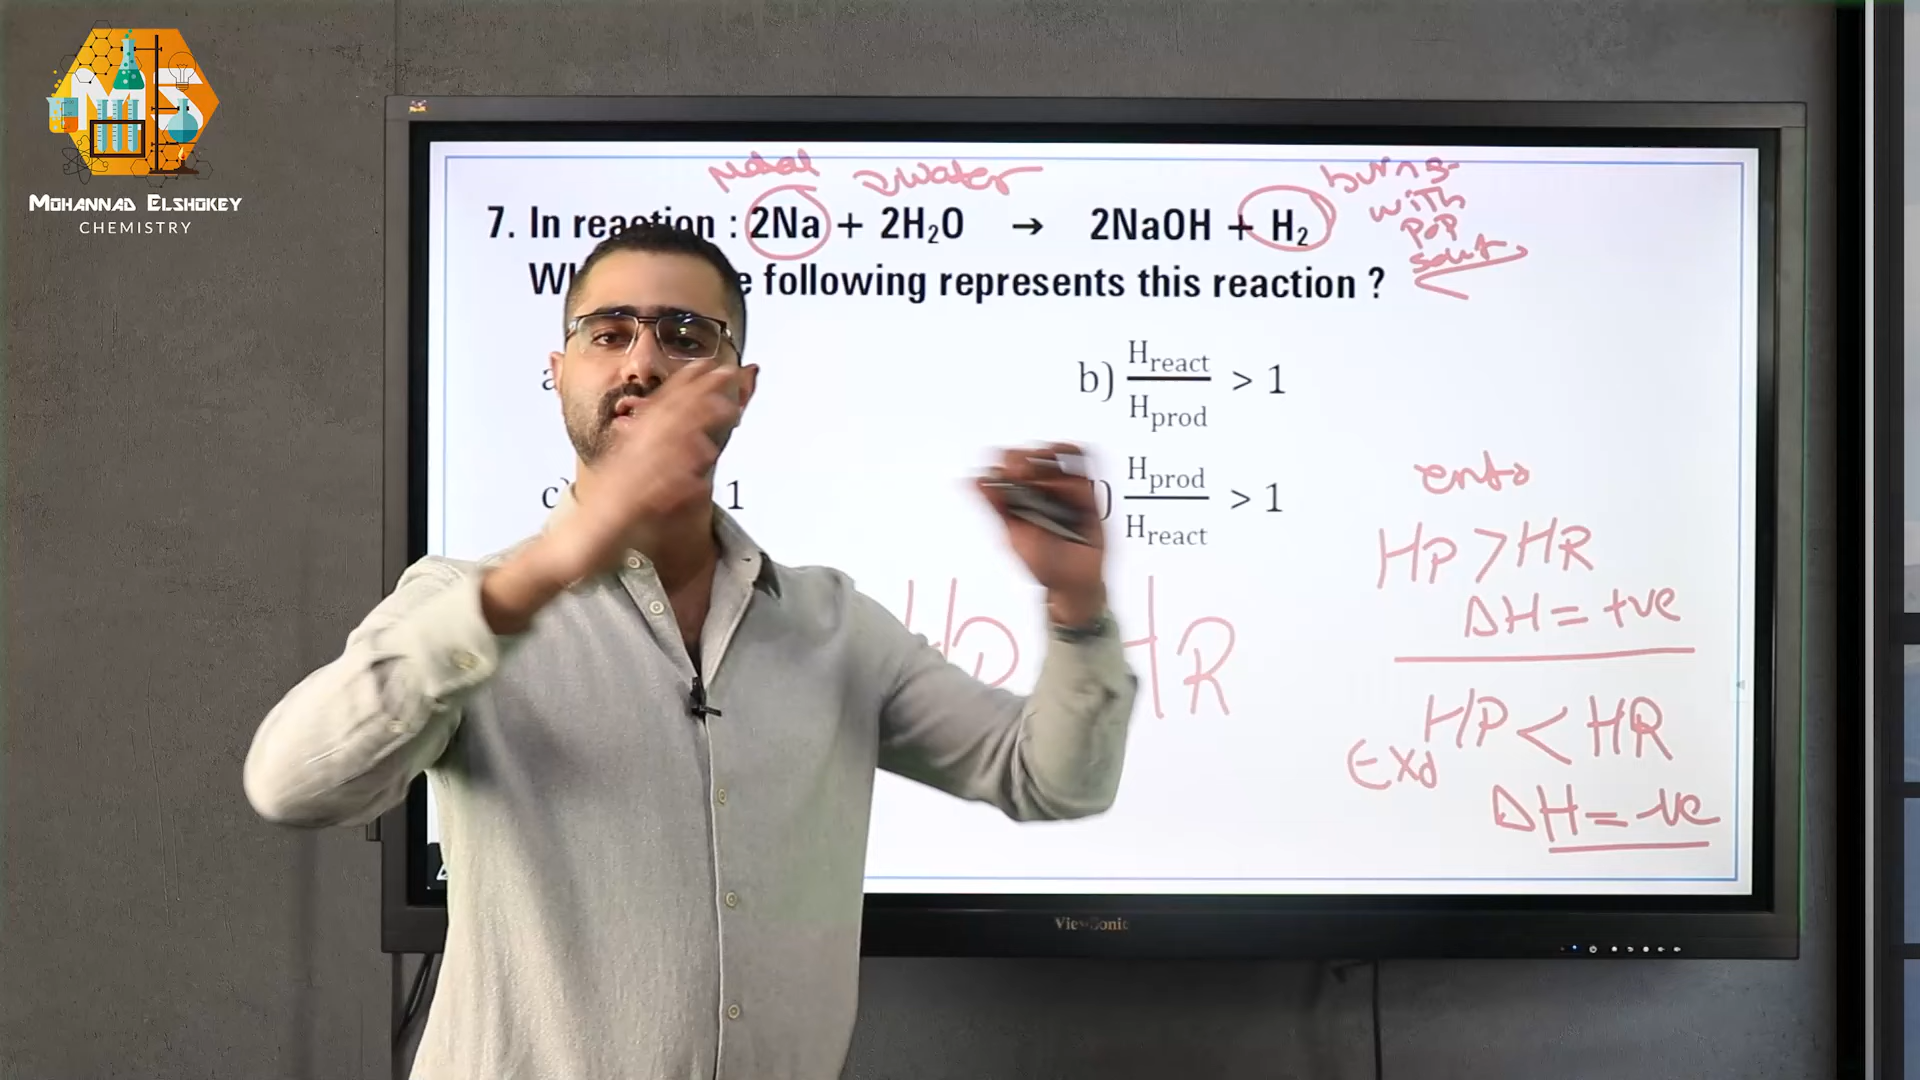 MS
MOHANNAD ELSHOKEY
CHEMISTRY
Metal water
burns
with
pop
7. In reaction : 2Na + 2H₂O → 2NaOH + H₂
following represents this reaction ?
b) Hreact / Hprod > 1
c) 1
Hprod / Hreact > 1
endo
HP > HR
ΔH = +ve
HP HR
HP < HR
Exo
ΔH = -ve
ViewSonic